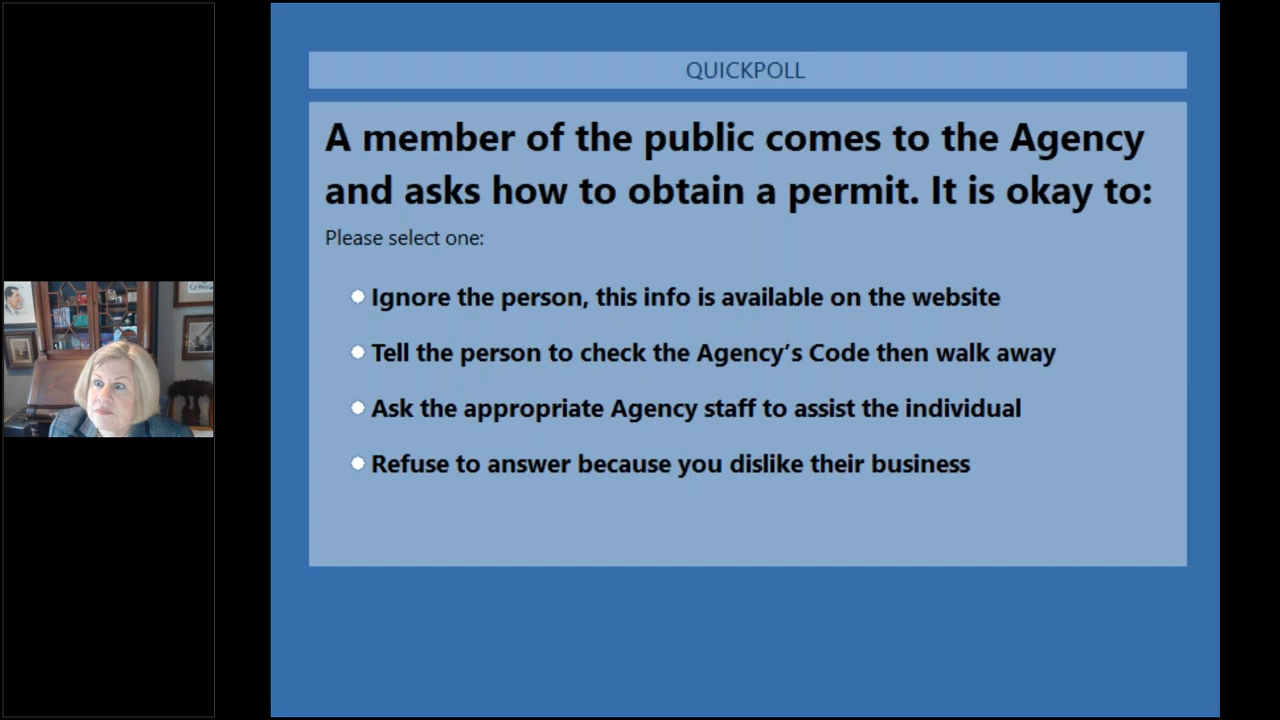 QUICKPOLL
A member of the public comes to the Agency
and asks how to obtain a permit. It is okay to:
Please select one:
Ignore the person, this info is available on the website
Tell the person to check the Agency’s Code then walk away
Ask the appropriate Agency staff to assist the individual
Refuse to answer because you dislike their business